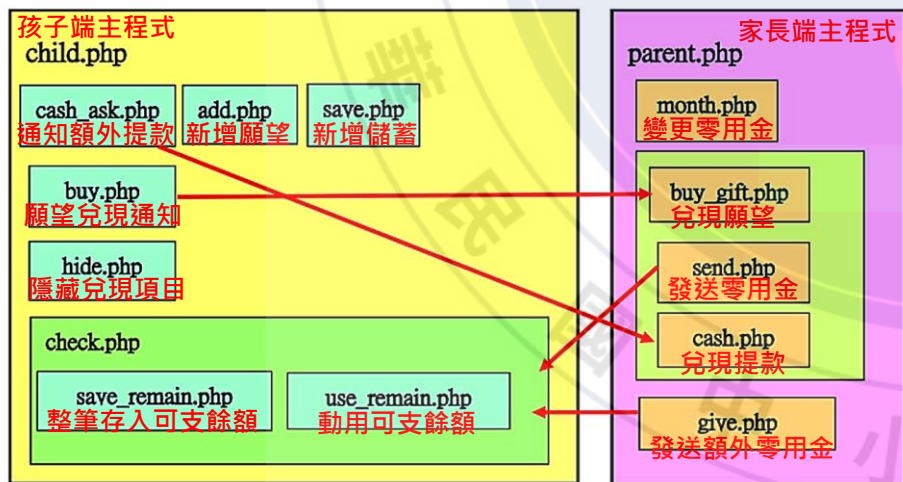 孩子端主程式
child.php
cash_ask.php
通知額外提款
add.php
新增願望
save.php
新增儲蓄
buy.php
願望兌現通知
hide.php
隱藏兌現項目
check.php
save_remain.php
整筆存入可支餘額
use_remain.php
動用可支餘額
家長端主程式
parent.php
month.php
變更零用金
buy_gift.php
兌現願望
send.php
發送零用金
cash.php
兌現提款
give.php
發送額外零用金
華
民
國
中
小